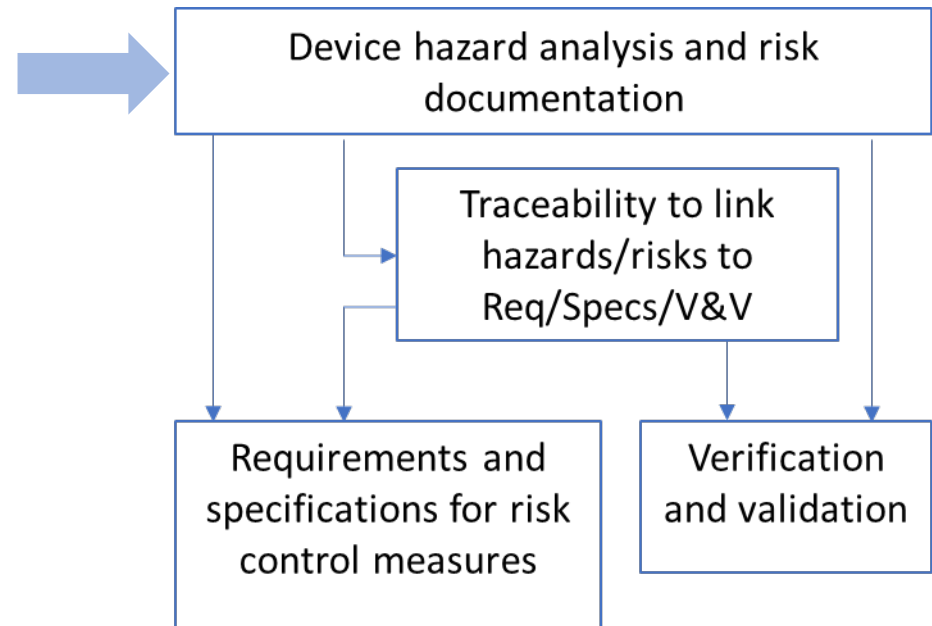 Device hazard analysis and risk
documentation
Traceability to link
hazards/risks to
Req/Specs/V&V
Requirements and
specifications for risk
control measures
Verification
and validation